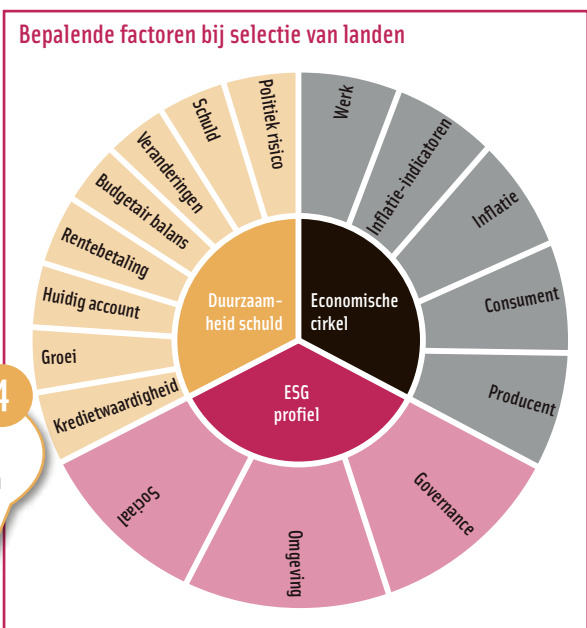 Bepalende factoren bij selectie van landen
Politiek risico
Werk
Schuld
Inflatie-indicatoren
Veranderingen
Inflatie
Budgetair balans
Rentebetaling
Consument
Huidig account
Duurzaam-
heid schuld
Economische
cirkel
Groei
Producent
Kredietwaardigheid
ESG
profiel
4
Sociaal
Governance
Omgeving